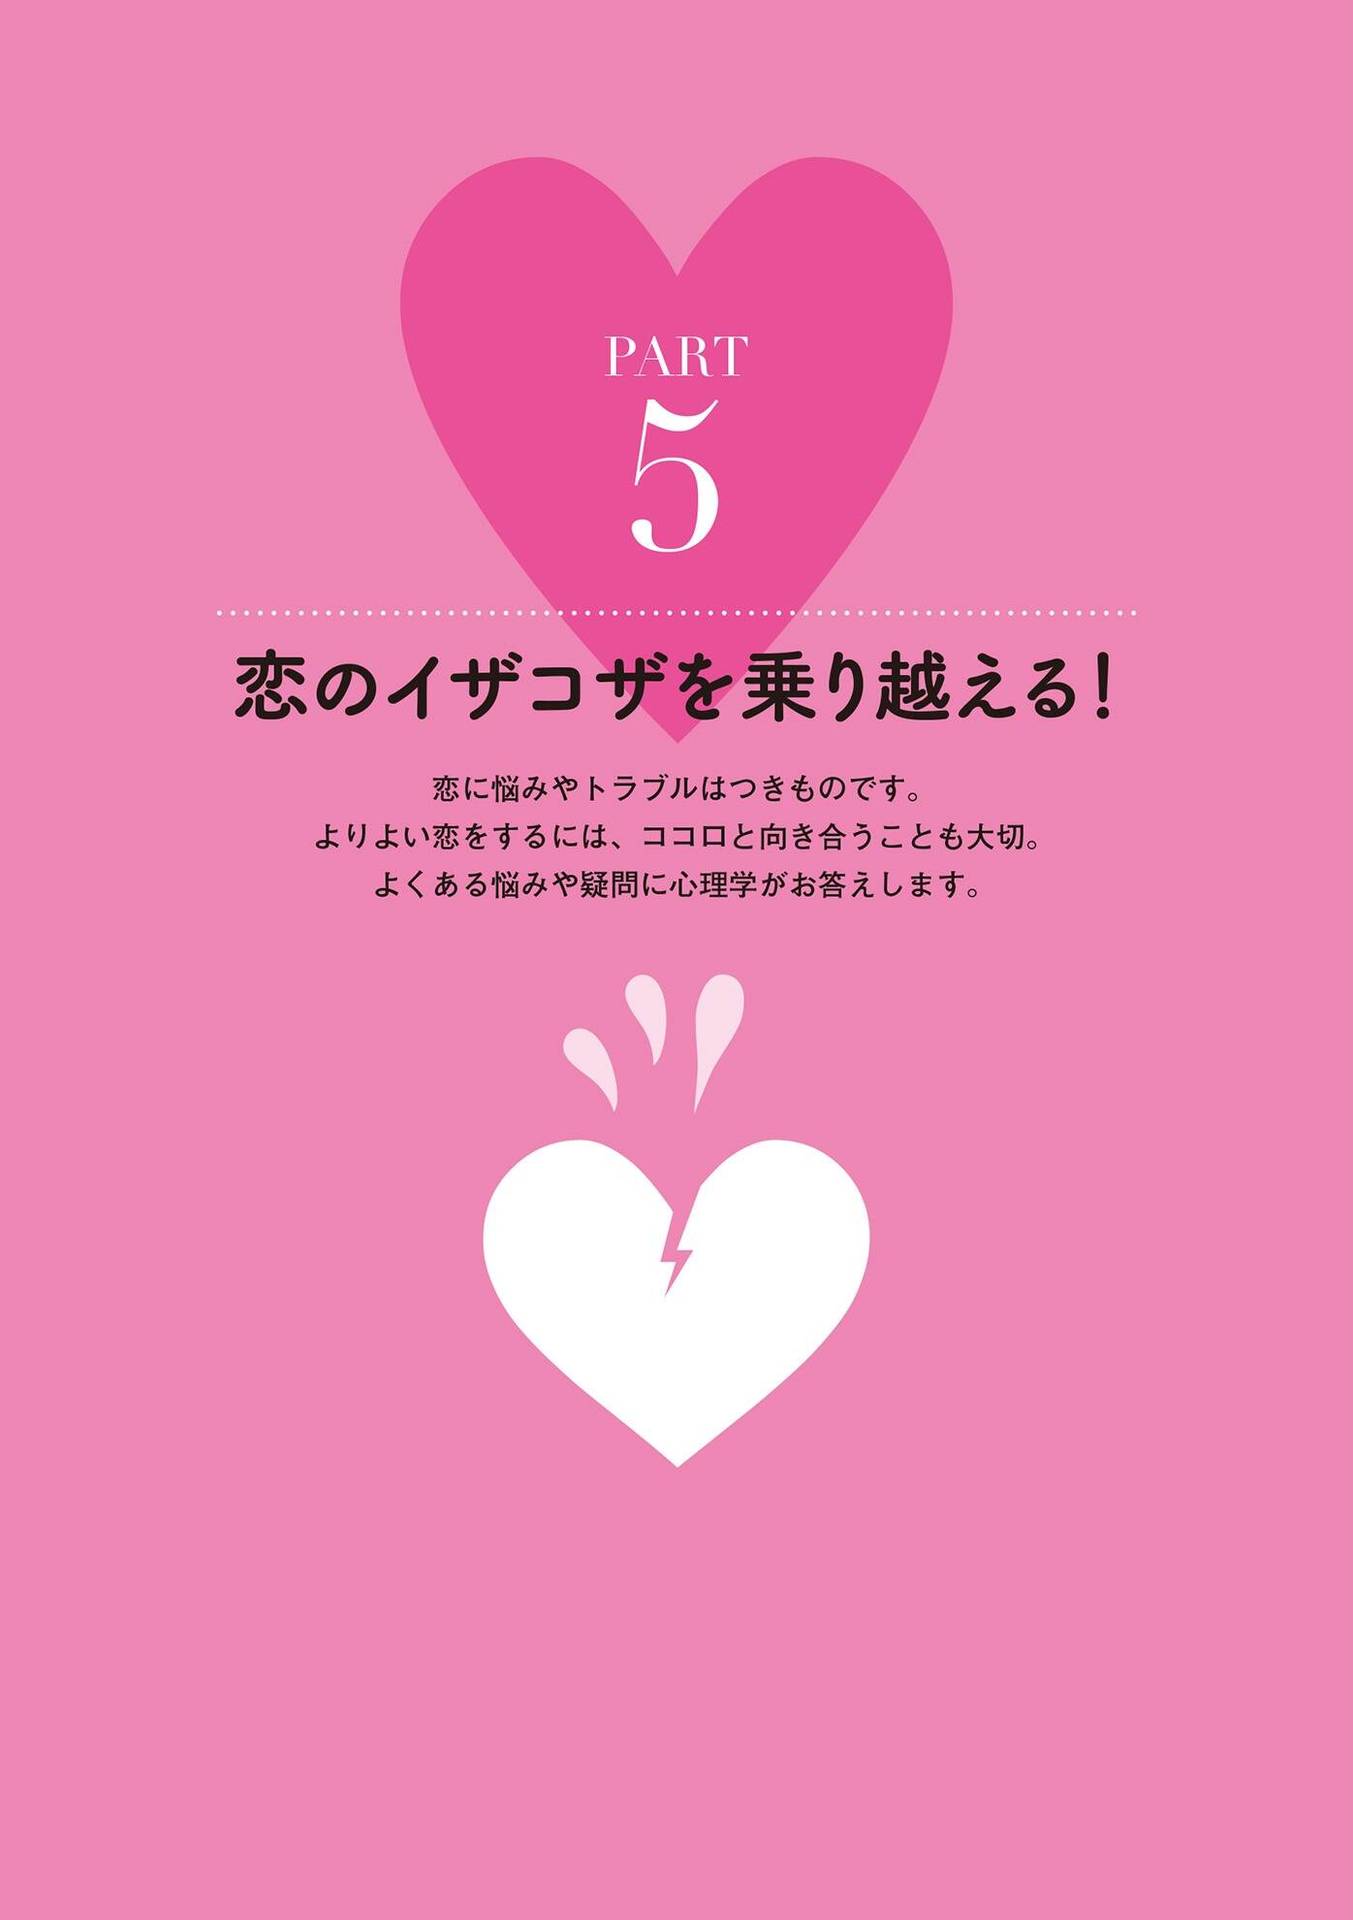 PART
5
恋のイザコザを乗り越える！
恋に悩みやトラブルはつきものです。
よりよい恋をするには、ココロと向き合うことも大切。
よくある悩みや疑問に心理学がお答えします。